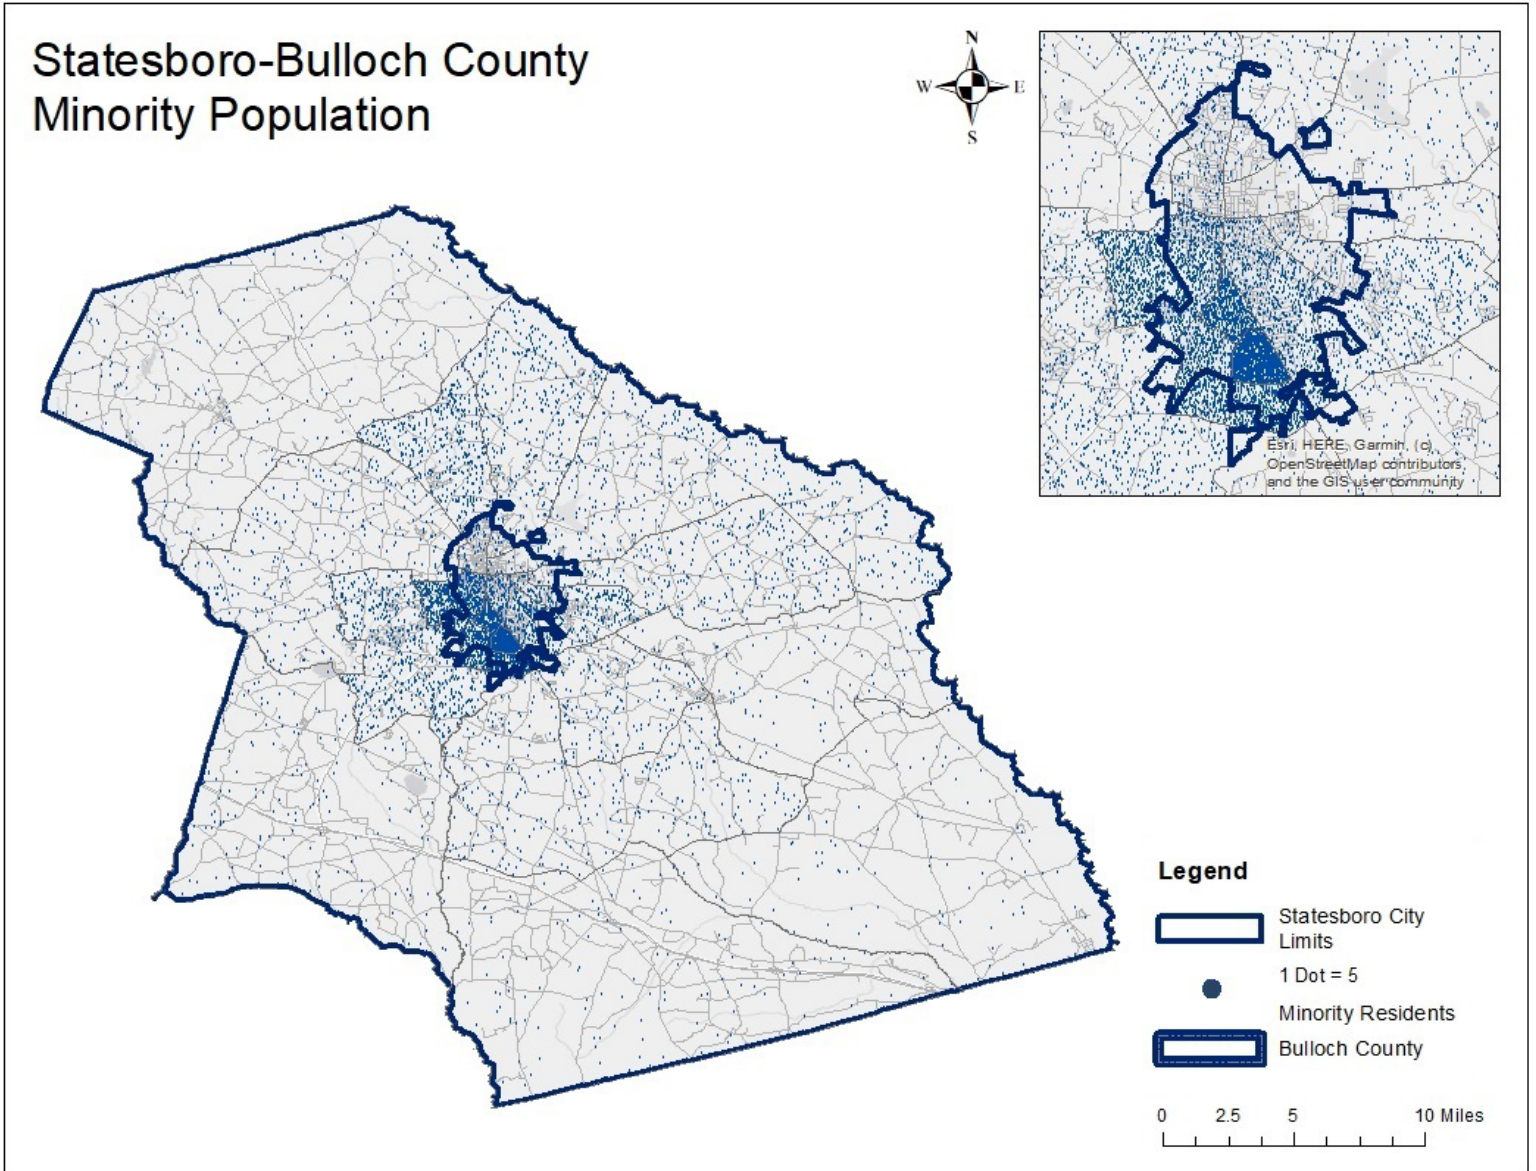 Statesboro-Bulloch County
Minority Population
N
W
E
S
Esri, HERE, Garmin, (c)
OpenStreetMap contributors
and the GIS user community
Legend
Statesboro City
Limits
1 Dot = 5
Minority Residents
Bulloch County
0 2.5 5 10 Miles